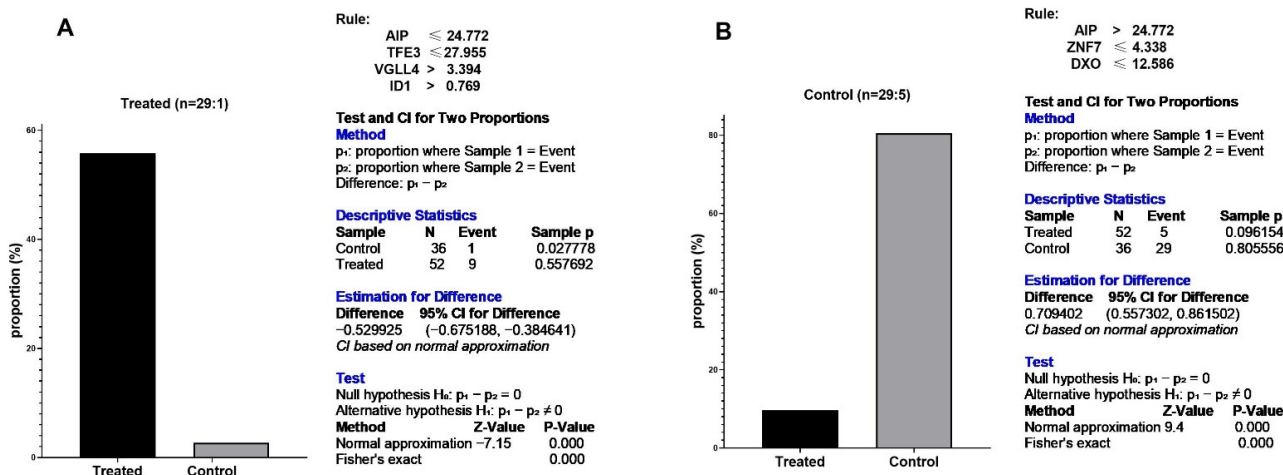 A
Treated (n=29:1)
proportion (%)
60
40
20
0
Treated Control
Rule:
AIP ≤ 24.772
TFE3 ≤ 27.955
VGLL4 > 3.394
ID1 > 0.769
Test and CI for Two Proportions
Method
p₁: proportion where Sample 1 = Event
p₂: proportion where Sample 2 = Event
Difference: p₁ − p₂
Descriptive Statistics
Sample N Event Sample p
Control 36 1 0.027778
Treated 52 9 0.557692
Estimation for Difference
Difference 95% CI for Difference
−0.529925 (−0.675188, −0.384641)
CI based on normal approximation
Test
Null hypothesis H₀: p₁ − p₂ = 0
Alternative hypothesis H₁: p₁ − p₂ ≠ 0
Method Z-Value P-Value
Normal approximation −7.15 0.000
Fisher's exact 0.000
B
Control (n=29:5)
proportion (%)
80
60
40
20
0
Treated Control
Rule:
AIP > 24.772
ZNF7 ≤ 4.338
DXO ≤ 12.586
Test and CI for Two Proportions
Method
p₁: proportion where Sample 1 = Event
p₂: proportion where Sample 2 = Event
Difference: p₁ − p₂
Descriptive Statistics
Sample N Event Sample p
Treated 52 5 0.096154
Control 36 29 0.805556
Estimation for Difference
Difference 95% CI for Difference
0.709402 (0.557302, 0.861502)
CI based on normal approximation
Test
Null hypothesis H₀: p₁ − p₂ = 0
Alternative hypothesis H₁: p₁ − p₂ ≠ 0
Method Z-Value P-Value
Normal approximation 9.4 0.000
Fisher's exact 0.000